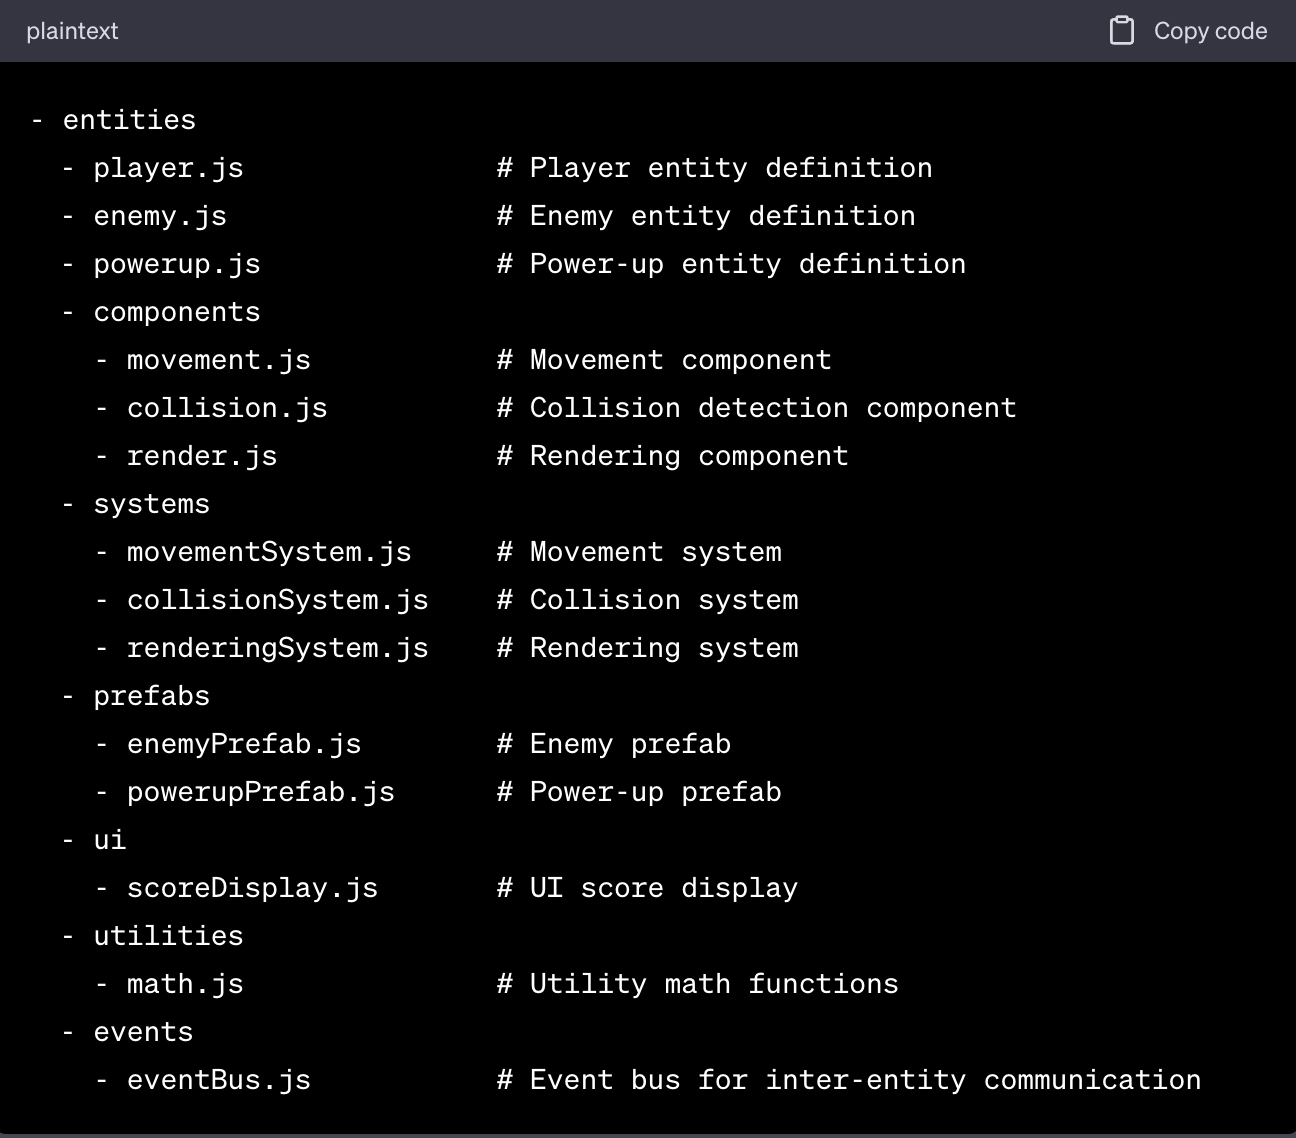 plaintext Copy code
- entities
  - player.js               # Player entity definition
  - enemy.js                # Enemy entity definition
  - powerup.js              # Power-up entity definition
  - components
    - movement.js           # Movement component
    - collision.js          # Collision detection component
    - render.js             # Rendering component
  - systems
    - movementSystem.js     # Movement system
    - collisionSystem.js    # Collision system
    - renderingSystem.js    # Rendering system
  - prefabs
    - enemyPrefab.js        # Enemy prefab
    - powerupPrefab.js      # Power-up prefab
  - ui
    - scoreDisplay.js       # UI score display
  - utilities
    - math.js               # Utility math functions
  - events
    - eventBus.js           # Event bus for inter-entity communication